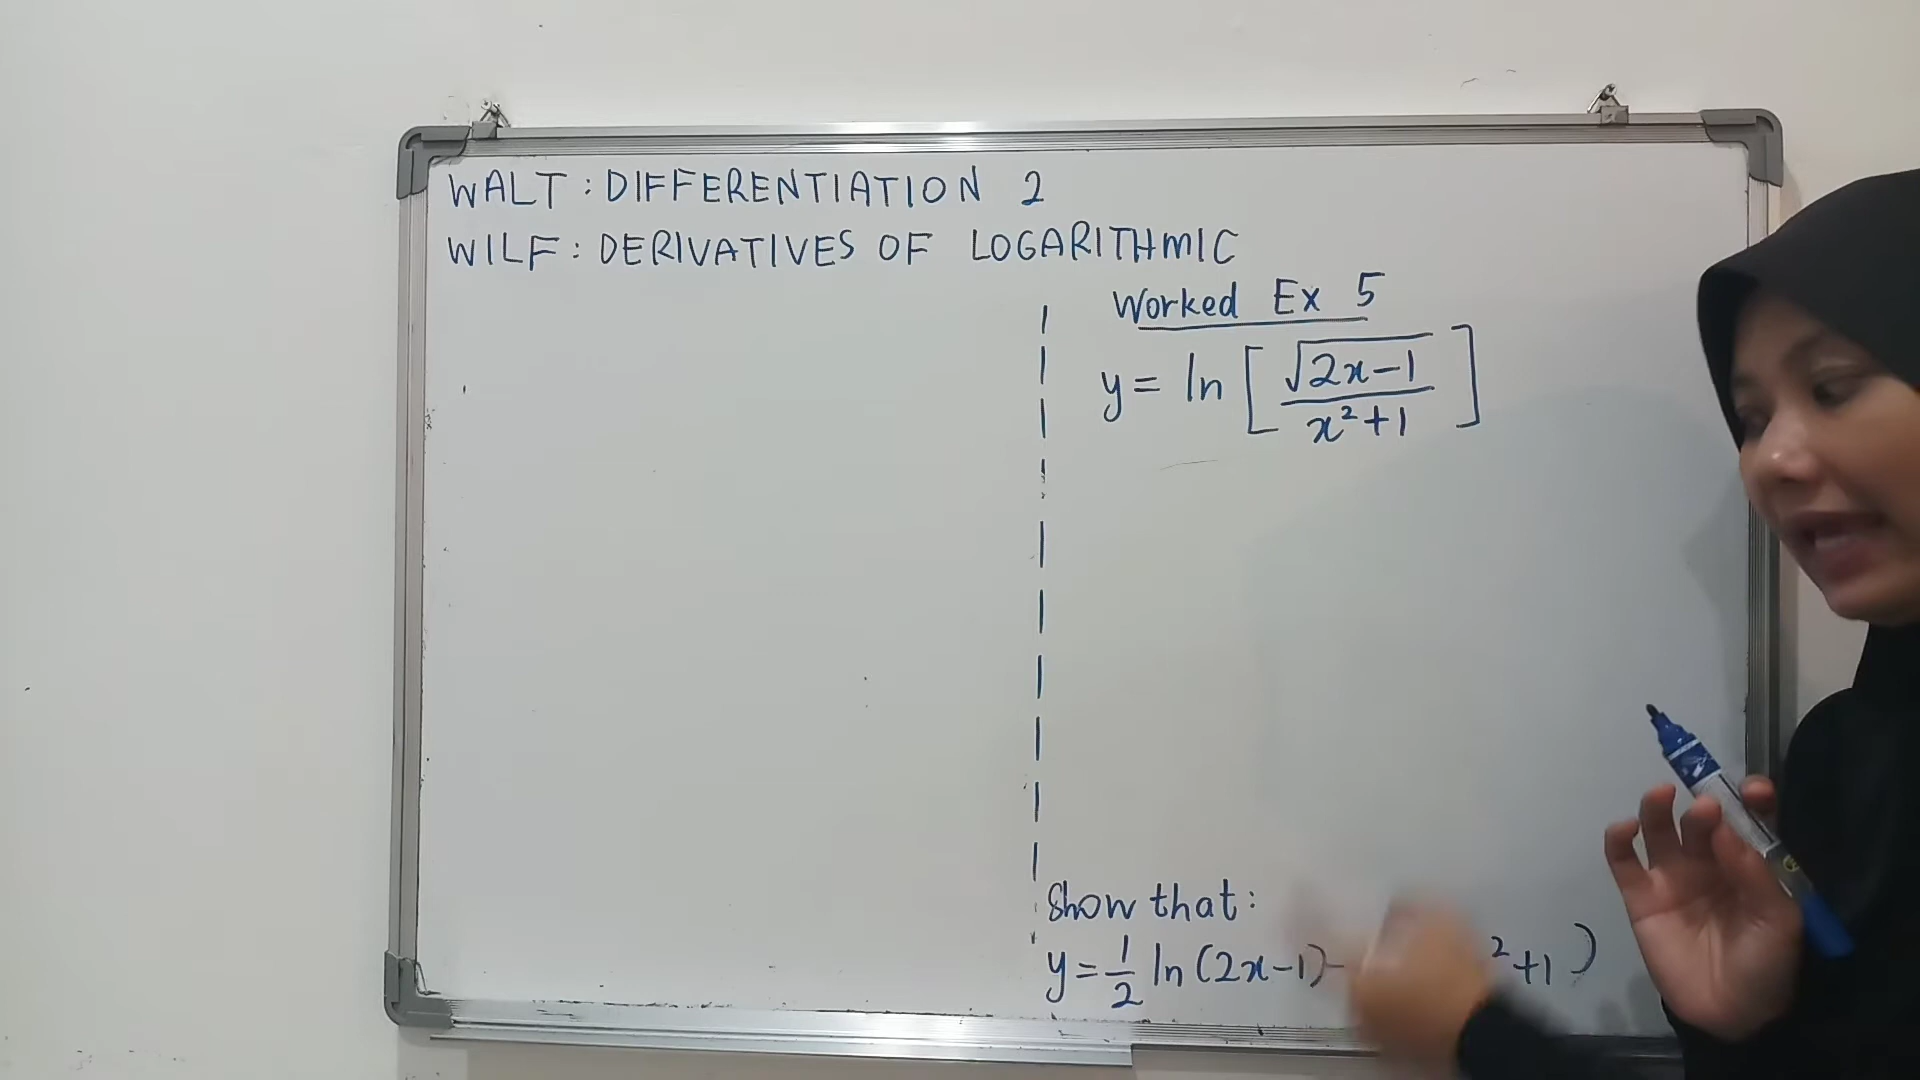 WALT : DIFFERENTIATION 2
WILF : DERIVATIVES OF LOGARITHMIC
Worked Ex 5
y = ln [ √2x-1 / x²+1 ]
Show that :
y = 1/2 ln (2x-1) - ²+1 )